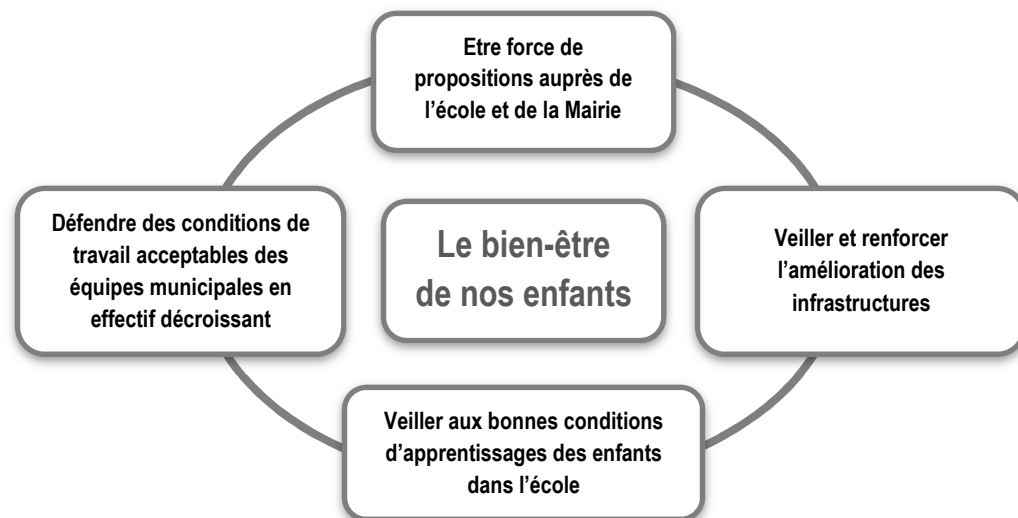 Etre force de
propositions auprès de
l’école et de la Mairie
Défendre des conditions de
travail acceptables des
équipes municipales en
effectif décroissant
Le bien-être
de nos enfants
Veiller et renforcer
l’amélioration des
infrastructures
Veiller aux bonnes conditions
d’apprentissages des enfants
dans l’école